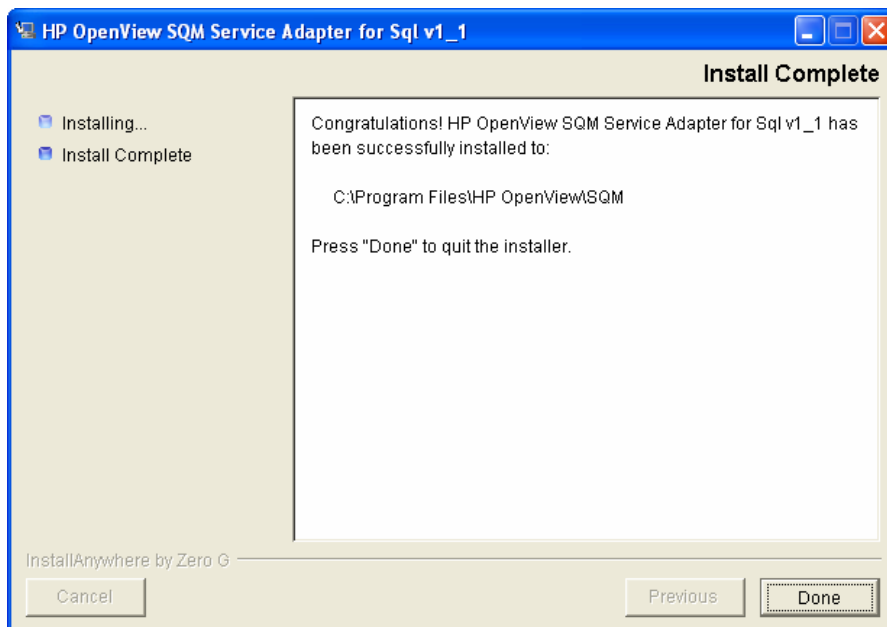 HP OpenView SQM Service Adapter for Sql v1_1
Install Complete
Installing...
Install Complete
Congratulations! HP OpenView SQM Service Adapter for Sql v1_1 has
been successfully installed to:
C:\Program Files\HP OpenView\SQM
Press "Done" to quit the installer.
InstallAnywhere by Zero G
Cancel
Previous
Done